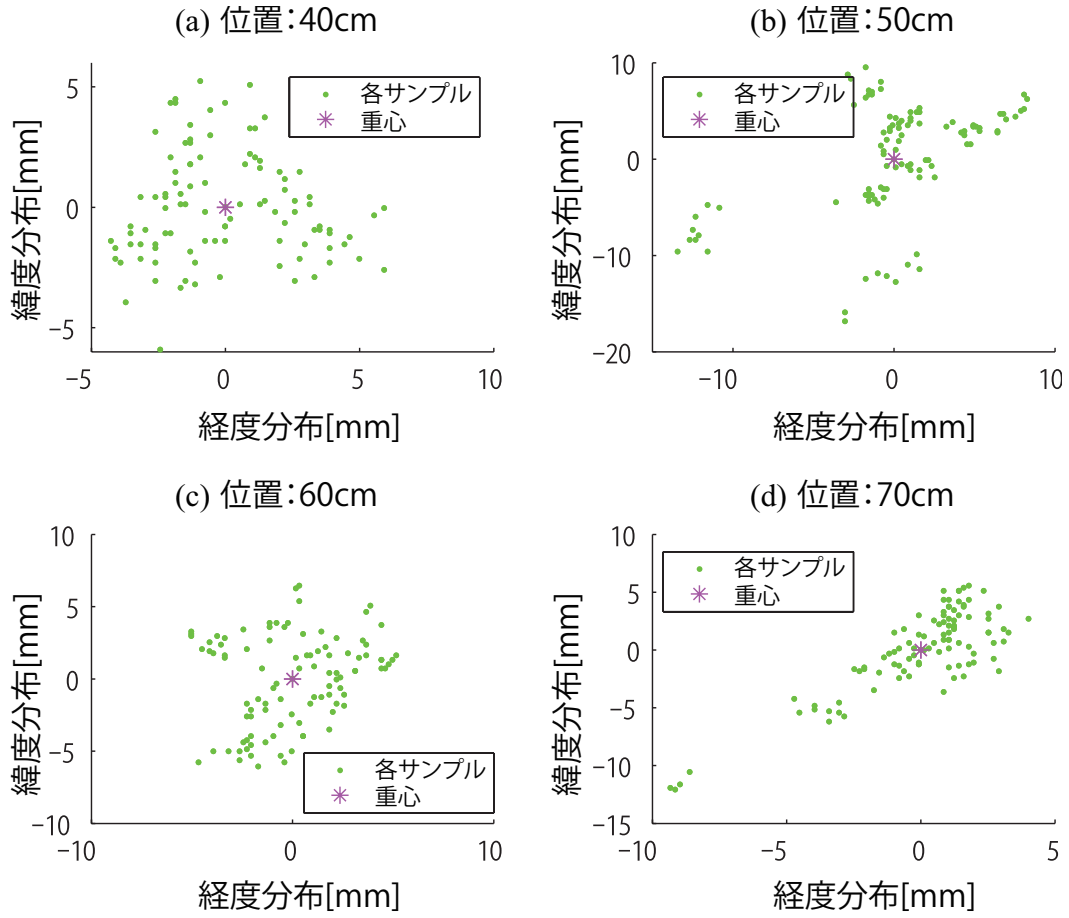 (a) 位置：40cm
5
0
−5
−5
0
5
10
緯度分布[mm]
経度分布[mm]
各サンプル
重心
(b) 位置：50cm
10
0
−10
−20
−10
0
10
緯度分布[mm]
経度分布[mm]
各サンプル
重心
(c) 位置：60cm
10
5
0
−5
−10
−10
0
10
緯度分布[mm]
経度分布[mm]
各サンプル
重心
(d) 位置：70cm
10
5
0
−5
−10
−15
−10
−5
0
5
緯度分布[mm]
経度分布[mm]
各サンプル
重心